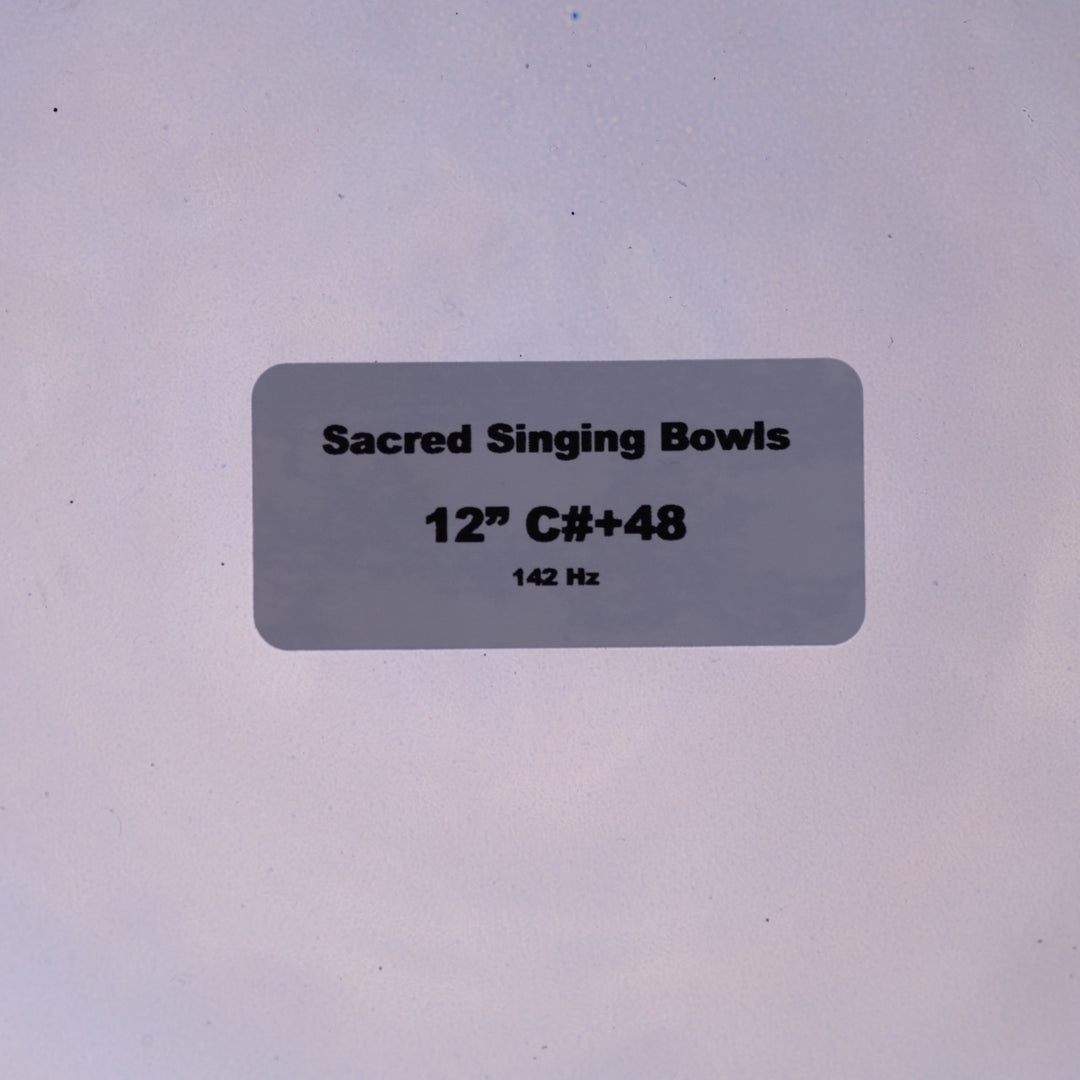 Sacred Singing Bowls
12” C#+48
142 Hz